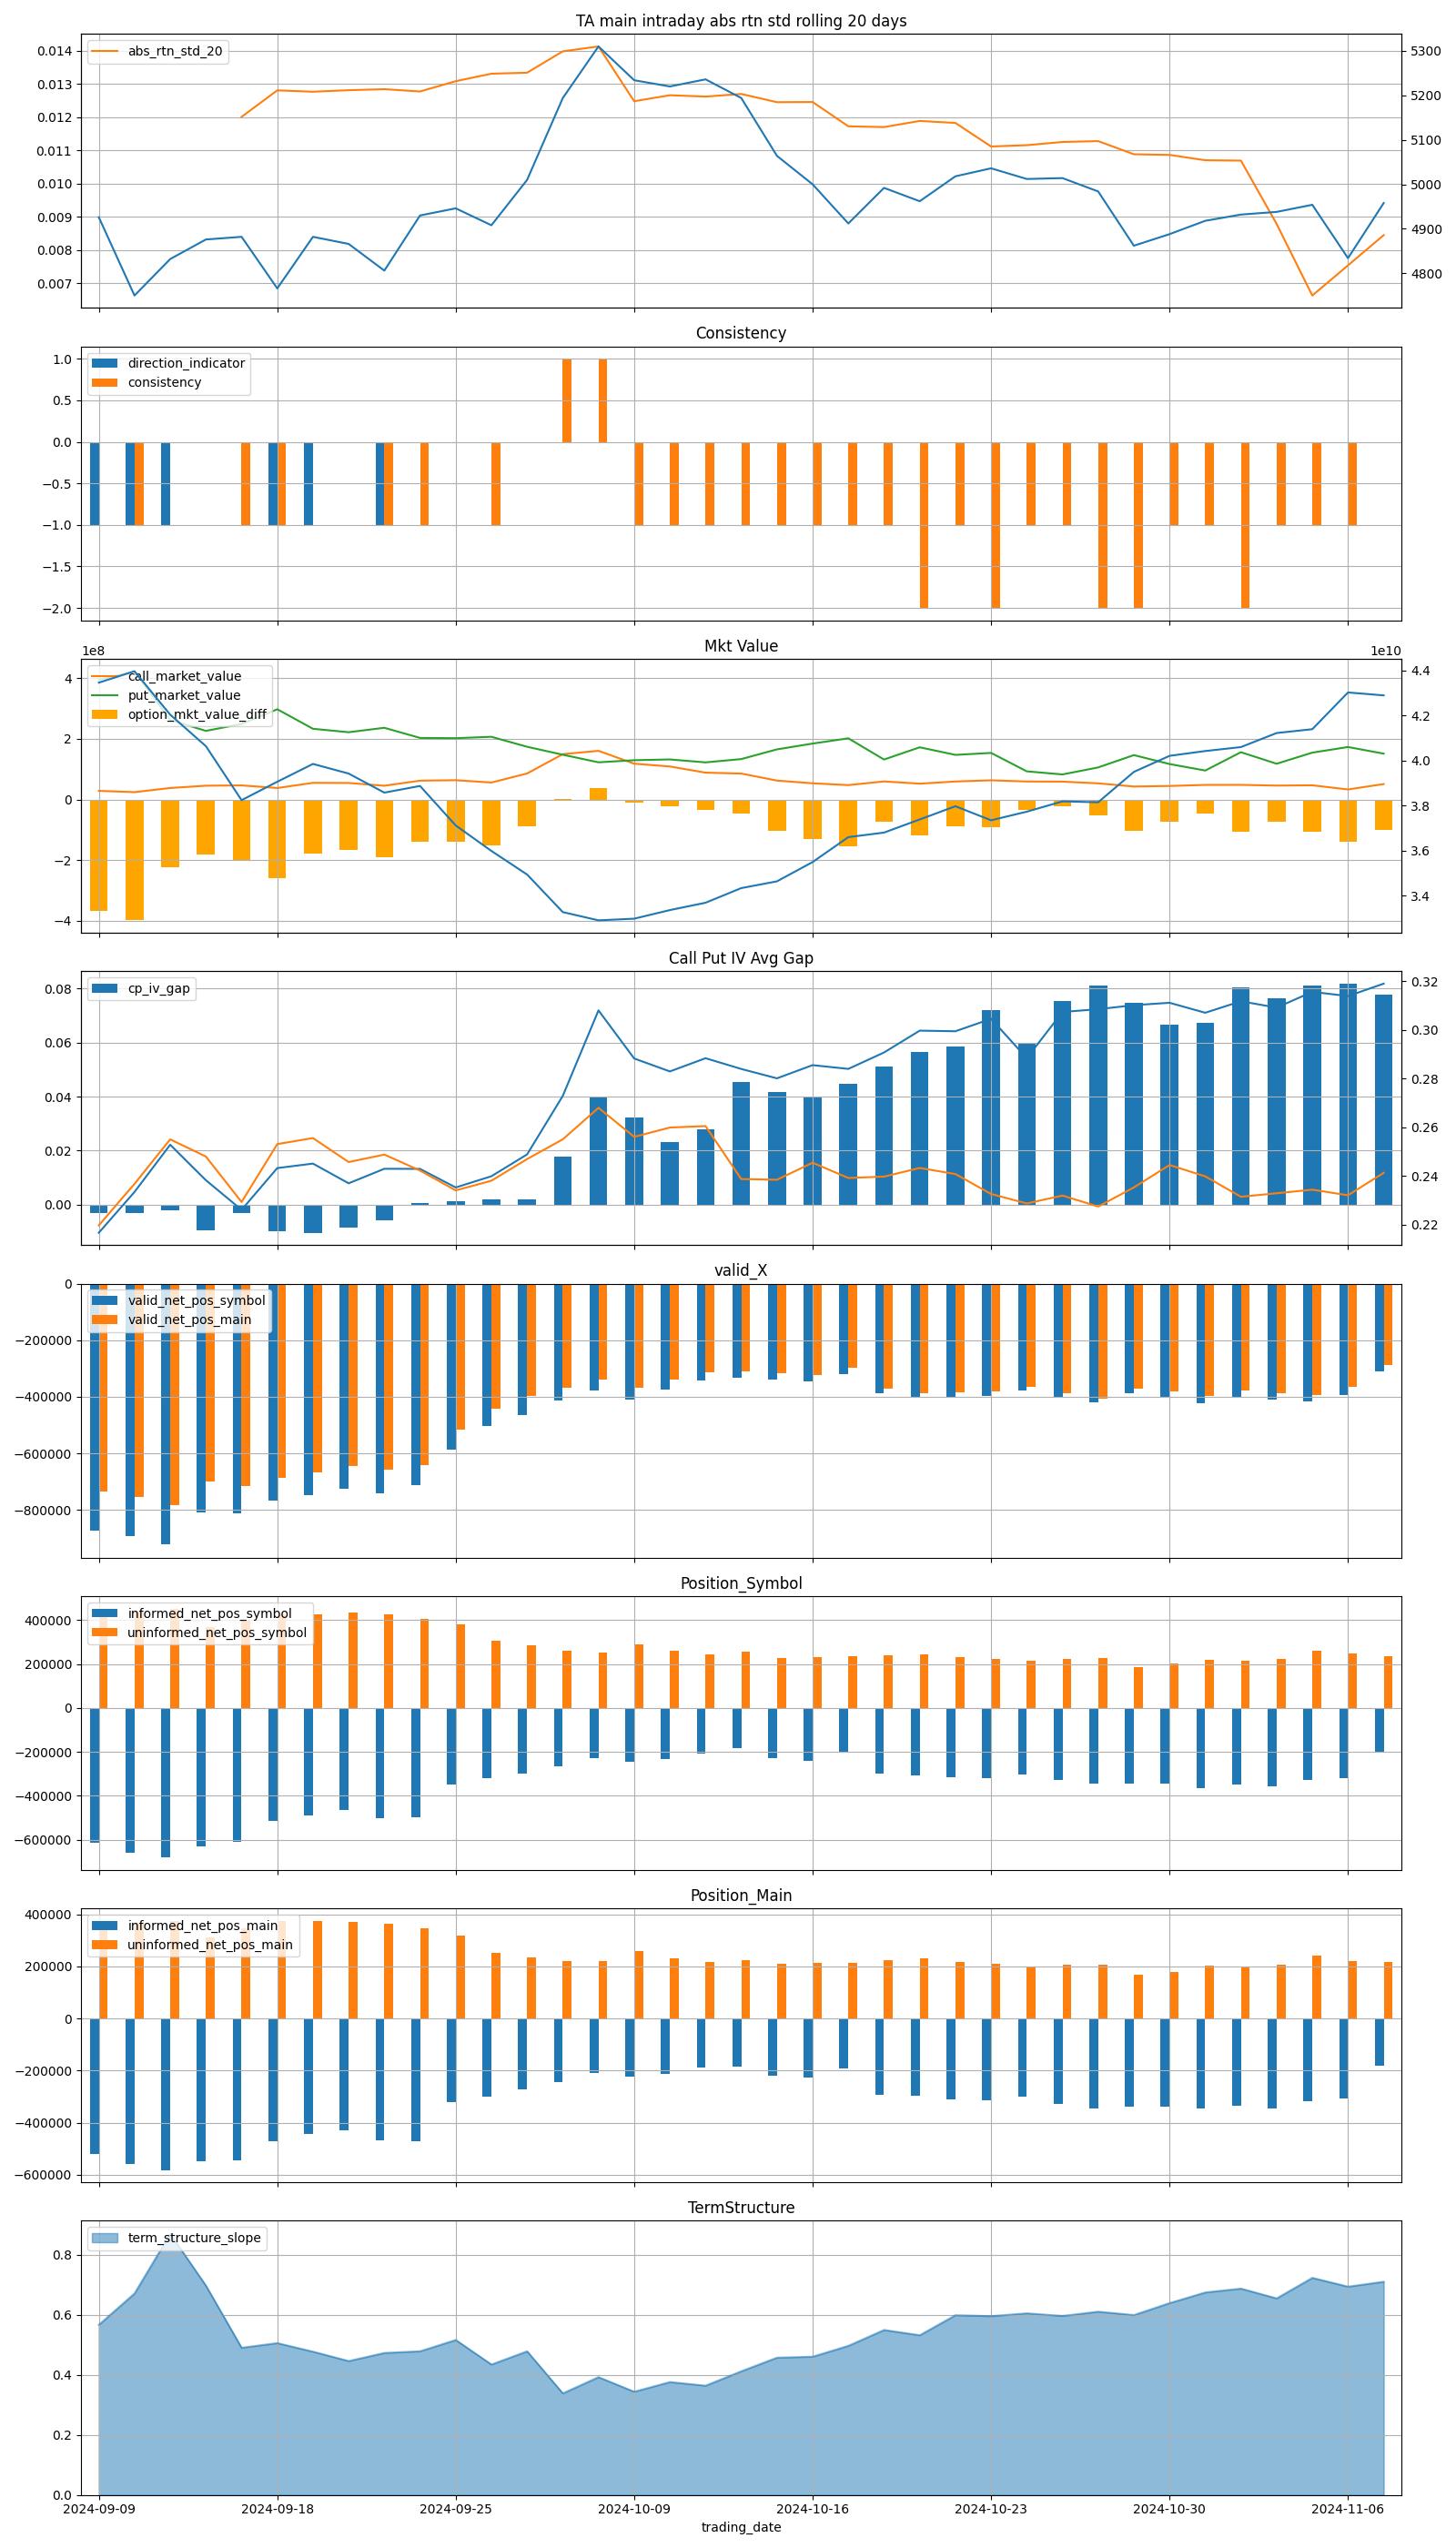 TA main intraday abs rtn std rolling 20 days
abs_rtn_std_20
0.014
0.013
0.012
0.011
0.010
0.009
0.008
0.007
5300
5200
5100
5000
4900
4800
Consistency
direction_indicator
consistency
1.0
0.5
0.0
−0.5
−1.0
−1.5
−2.0
Mkt Value
1e8
1e10
call_market_value
put_market_value
option_mkt_value_diff
4
2
0
−2
−4
4.4
4.2
4.0
3.8
3.6
3.4
Call Put IV Avg Gap
cp_iv_gap
0.08
0.06
0.04
0.02
0.00
0.32
0.30
0.28
0.26
0.24
0.22
valid_X
valid_net_pos_symbol
valid_net_pos_main
0
−200000
−400000
−600000
−800000
Position_Symbol
informed_net_pos_symbol
uninformed_net_pos_symbol
400000
200000
0
−200000
−400000
−600000
Position_Main
informed_net_pos_main
uninformed_net_pos_main
400000
200000
0
−200000
−400000
−600000
TermStructure
term_structure_slope
0.8
0.6
0.4
0.2
0.0
2024-09-09 2024-09-18 2024-09-25 2024-10-09 2024-10-16 2024-10-23 2024-10-30 2024-11-06
trading_date